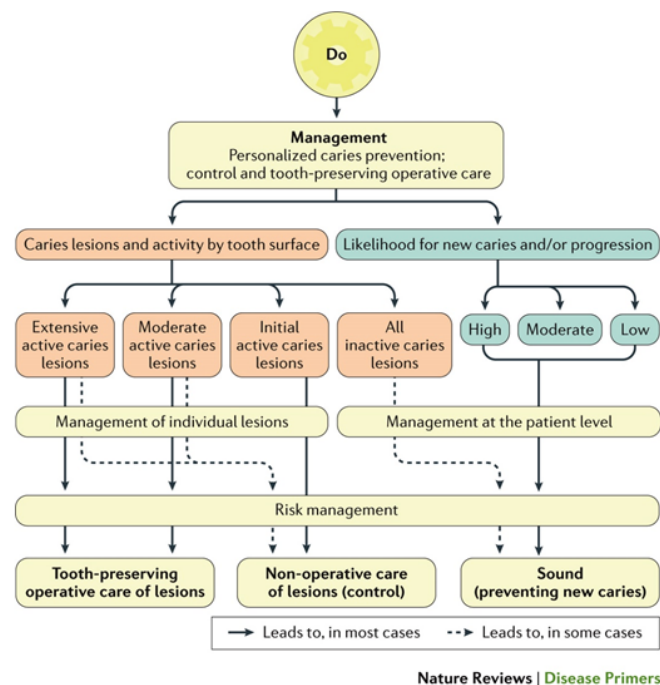 Do
Management
Personalized caries prevention;
control and tooth-preserving operative care
Caries lesions and activity by tooth surface
Likelihood for new caries and/or progression
Extensive
active caries
lesions
Moderate
active caries
lesions
Initial
active caries
lesions
All
inactive caries
lesions
High
Moderate
Low
Management of individual lesions
Management at the patient level
Risk management
Tooth-preserving
operative care of lesions
Non-operative care
of lesions (control)
Sound
(preventing new caries)
Leads to, in most cases
Leads to, in some cases
Nature Reviews | Disease Primers